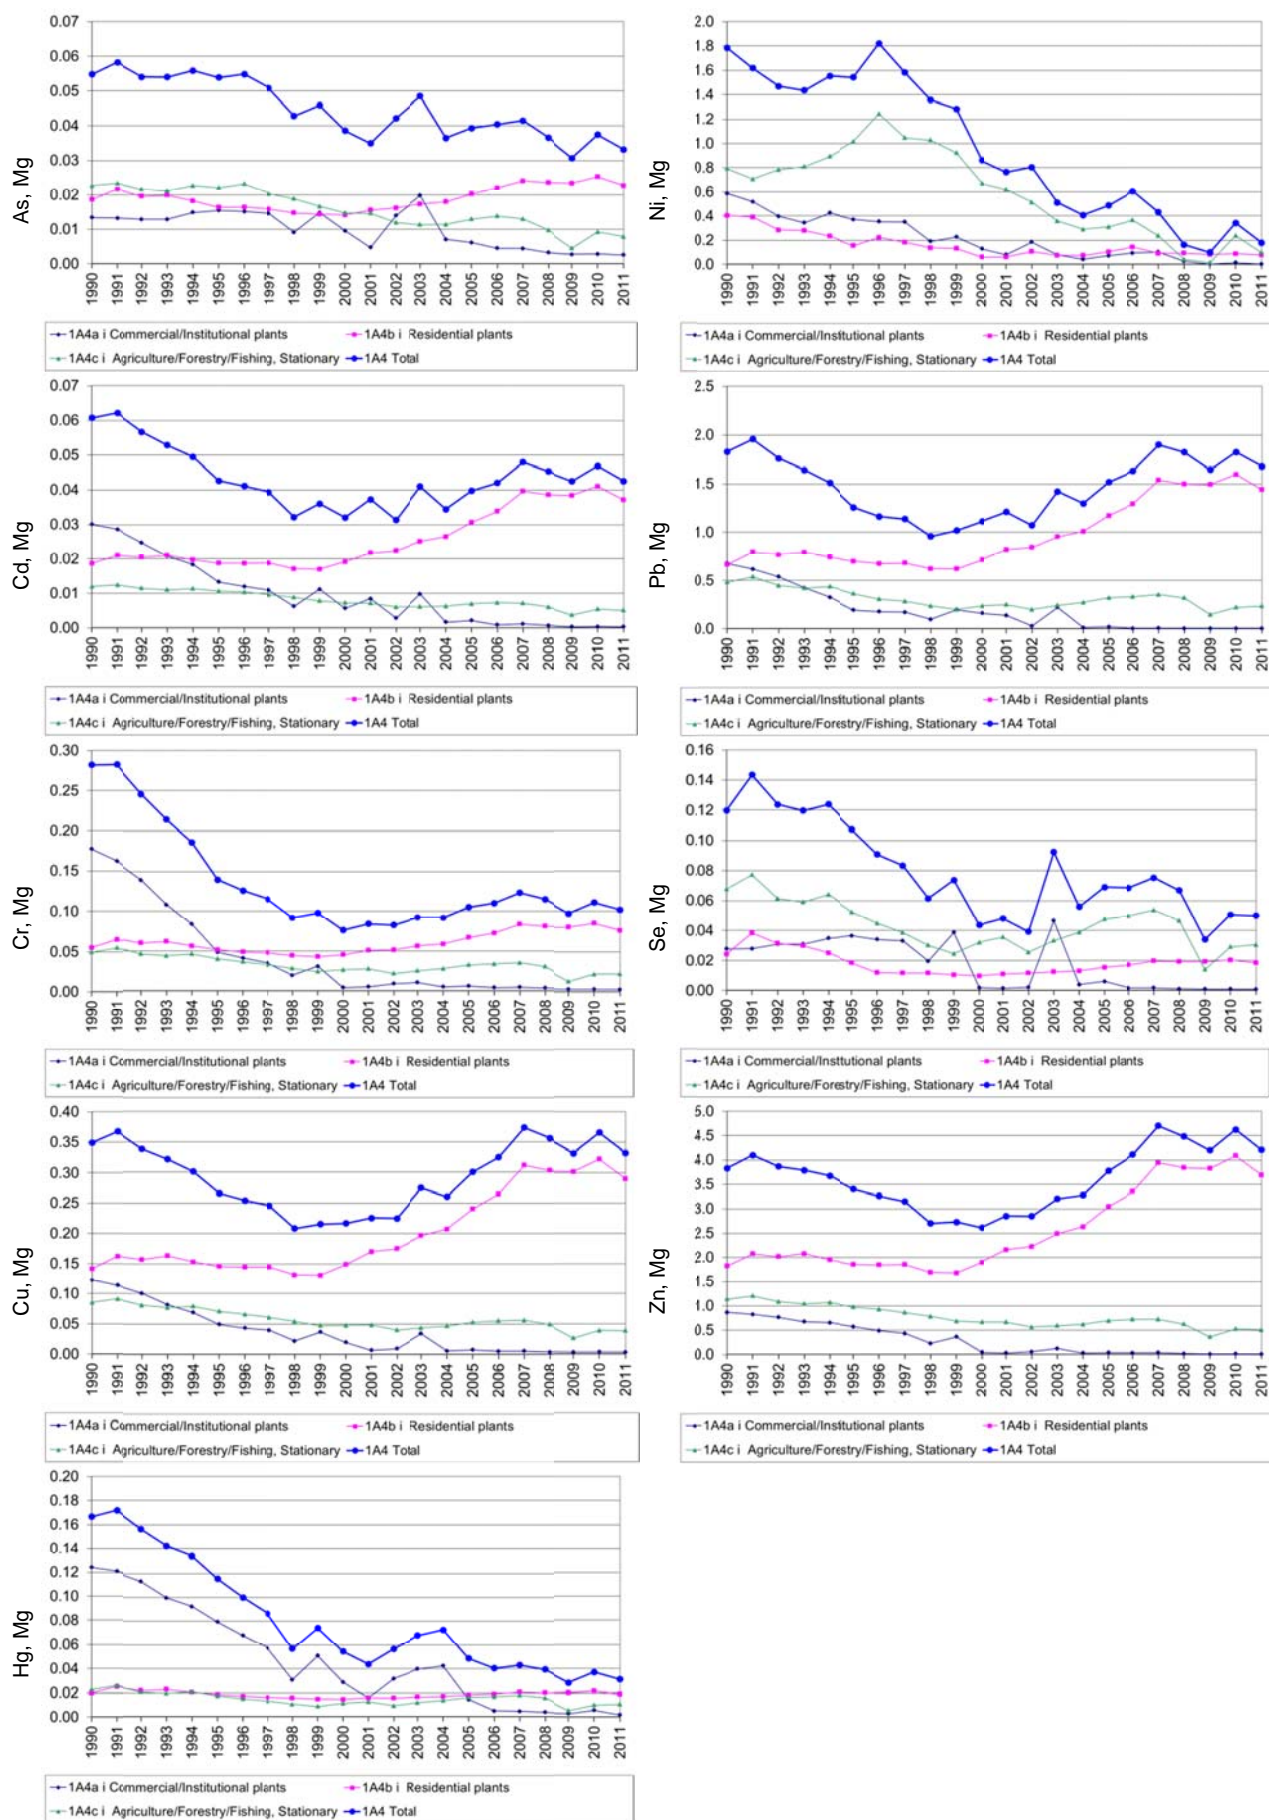 As, Mg
0.07
0.06
0.05
0.04
0.03
0.02
0.01
0.00
1990 1991 1992 1993 1994 1995 1996 1997 1998 1999 2000 2001 2002 2003 2004 2005 2006 2007 2008 2009 2010 2011
1A4a i Commercial/Institutional plants 1A4b i Residential plants
1A4c i Agriculture/Forestry/Fishing, Stationary 1A4 Total
Ni, Mg
2.0
1.8
1.6
1.4
1.2
1.0
0.8
0.6
0.4
0.2
0.0
1990 1991 1992 1993 1994 1995 1996 1997 1998 1999 2000 2001 2002 2003 2004 2005 2006 2007 2008 2009 2010 2011
1A4a i Commercial/Institutional plants 1A4b i Residential plants
1A4c i Agriculture/Forestry/Fishing, Stationary 1A4 Total
Cd, Mg
0.07
0.06
0.05
0.04
0.03
0.02
0.01
0.00
1990 1991 1992 1993 1994 1995 1996 1997 1998 1999 2000 2001 2002 2003 2004 2005 2006 2007 2008 2009 2010 2011
1A4a i Commercial/Institutional plants 1A4b i Residential plants
1A4c i Agriculture/Forestry/Fishing, Stationary 1A4 Total
Pb, Mg
2.5
2.0
1.5
1.0
0.5
0.0
1990 1991 1992 1993 1994 1995 1996 1997 1998 1999 2000 2001 2002 2003 2004 2005 2006 2007 2008 2009 2010 2011
1A4a i Commercial/Institutional plants 1A4b i Residential plants
1A4c i Agriculture/Forestry/Fishing, Stationary 1A4 Total
Cr, Mg
0.30
0.25
0.20
0.15
0.10
0.05
0.00
1990 1991 1992 1993 1994 1995 1996 1997 1998 1999 2000 2001 2002 2003 2004 2005 2006 2007 2008 2009 2010 2011
1A4a i Commercial/Institutional plants 1A4b i Residential plants
1A4c i Agriculture/Forestry/Fishing, Stationary 1A4 Total
Se, Mg
0.16
0.14
0.12
0.10
0.08
0.06
0.04
0.02
0.00
1990 1991 1992 1993 1994 1995 1996 1997 1998 1999 2000 2001 2002 2003 2004 2005 2006 2007 2008 2009 2010 2011
1A4a i Commercial/Institutional plants 1A4b i Residential plants
1A4c i Agriculture/Forestry/Fishing, Stationary 1A4 Total
Cu, Mg
0.40
0.35
0.30
0.25
0.20
0.15
0.10
0.05
0.00
1990 1991 1992 1993 1994 1995 1996 1997 1998 1999 2000 2001 2002 2003 2004 2005 2006 2007 2008 2009 2010 2011
1A4a i Commercial/Institutional plants 1A4b i Residential plants
1A4c i Agriculture/Forestry/Fishing, Stationary 1A4 Total
Zn, Mg
5.0
4.5
4.0
3.5
3.0
2.5
2.0
1.5
1.0
0.5
0.0
1990 1991 1992 1993 1994 1995 1996 1997 1998 1999 2000 2001 2002 2003 2004 2005 2006 2007 2008 2009 2010 2011
1A4a i Commercial/Institutional plants 1A4b i Residential plants
1A4c i Agriculture/Forestry/Fishing, Stationary 1A4 Total
Hg, Mg
0.20
0.18
0.16
0.14
0.12
0.10
0.08
0.06
0.04
0.02
0.00
1990 1991 1992 1993 1994 1995 1996 1997 1998 1999 2000 2001 2002 2003 2004 2005 2006 2007 2008 2009 2010 2011
1A4a i Commercial/Institutional plants 1A4b i Residential plants
1A4c i Agriculture/Forestry/Fishing, Stationary 1A4 Total